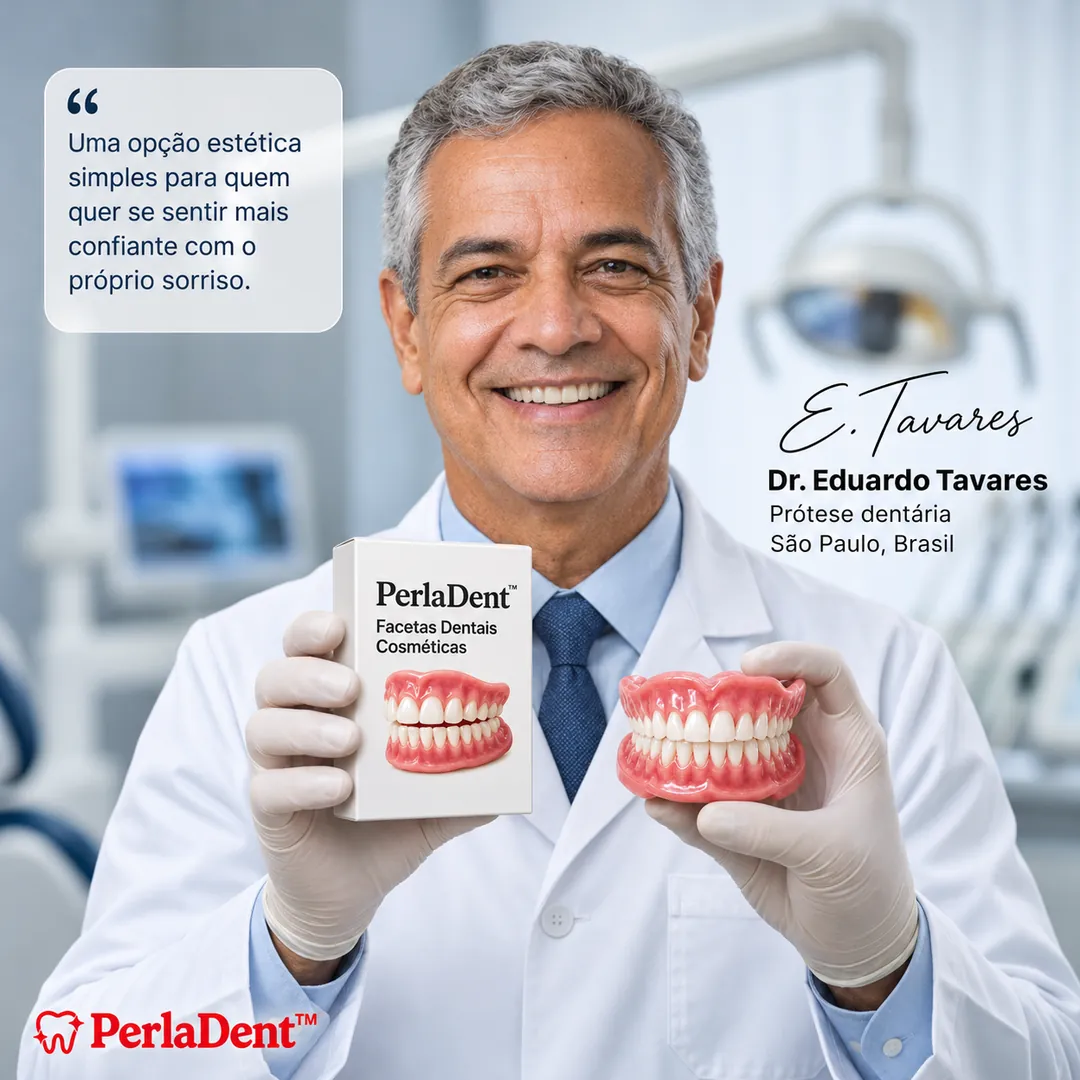 “
Uma opção estética
simples para quem
quer se sentir mais
confiante com o
próprio sorriso.
E. Tavares
Dr. Eduardo Tavares
Prótese dentária
São Paulo, Brasil
PerlaDent™
Facetas Dentais
Cosméticas
PerlaDent™